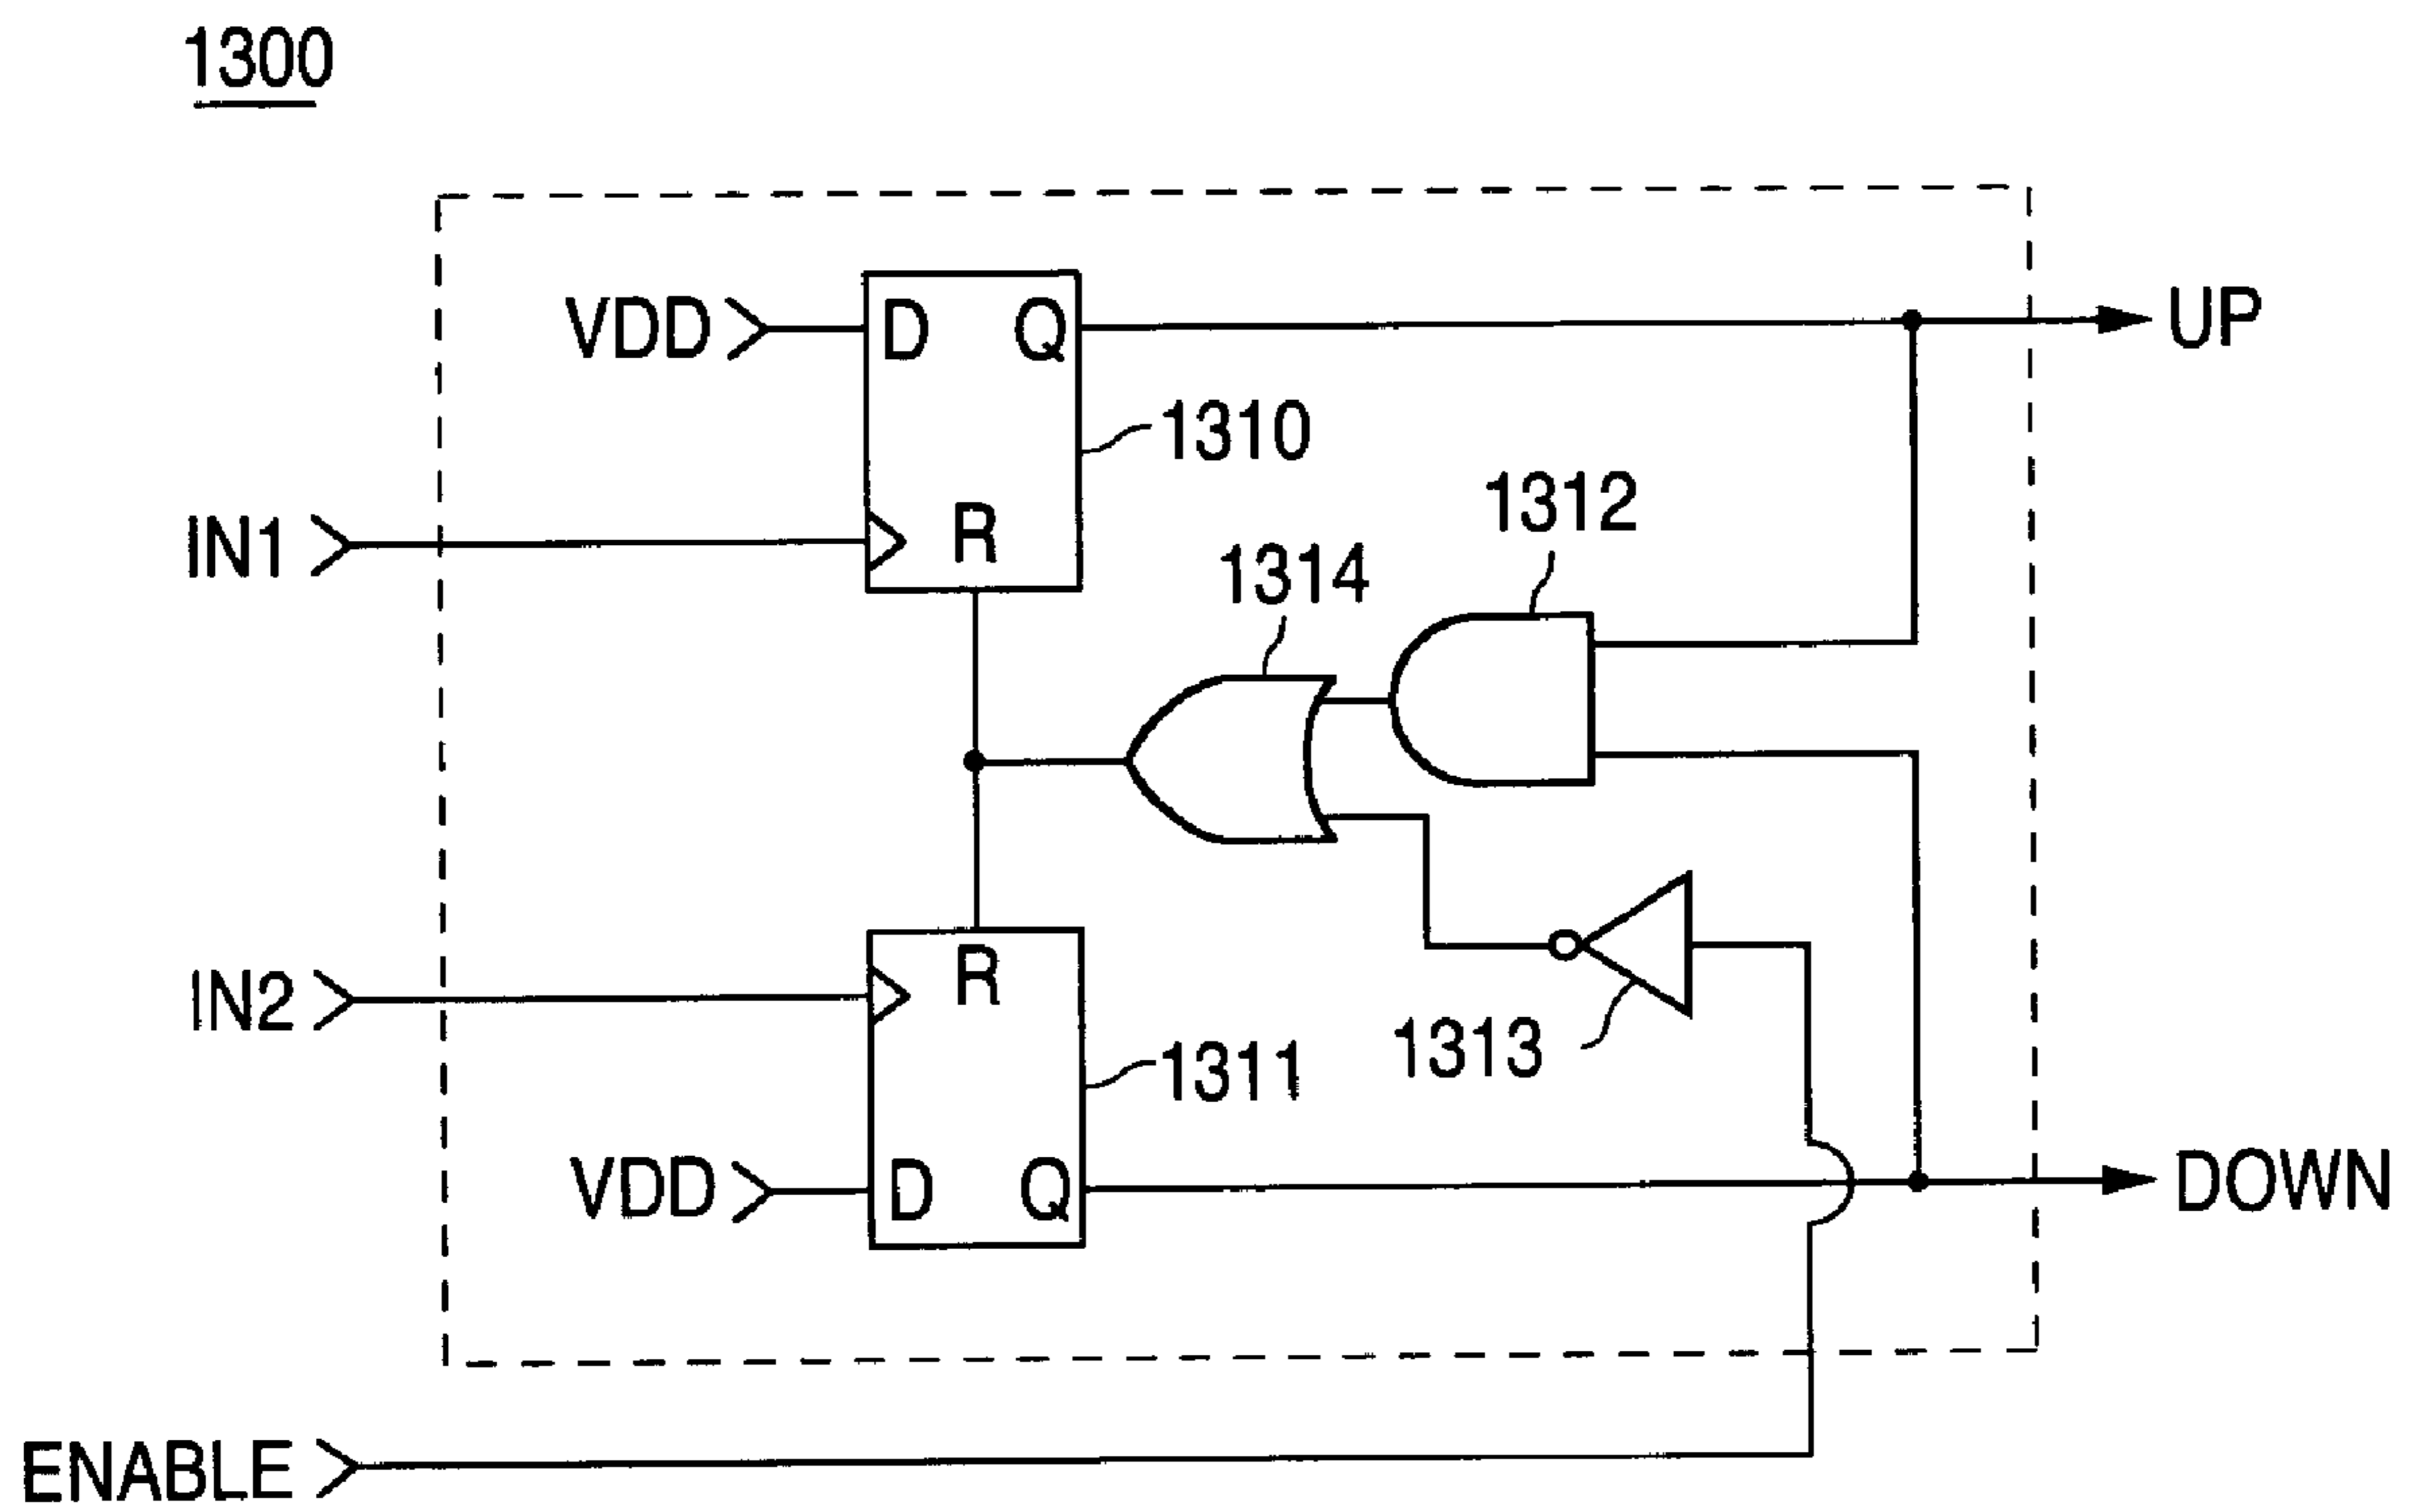 1300
VDD
D
Q
UP
1310
IN1
R
1312
1314
IN2
R
1313
1311
VDD
D
Q
DOWN
ENABLE